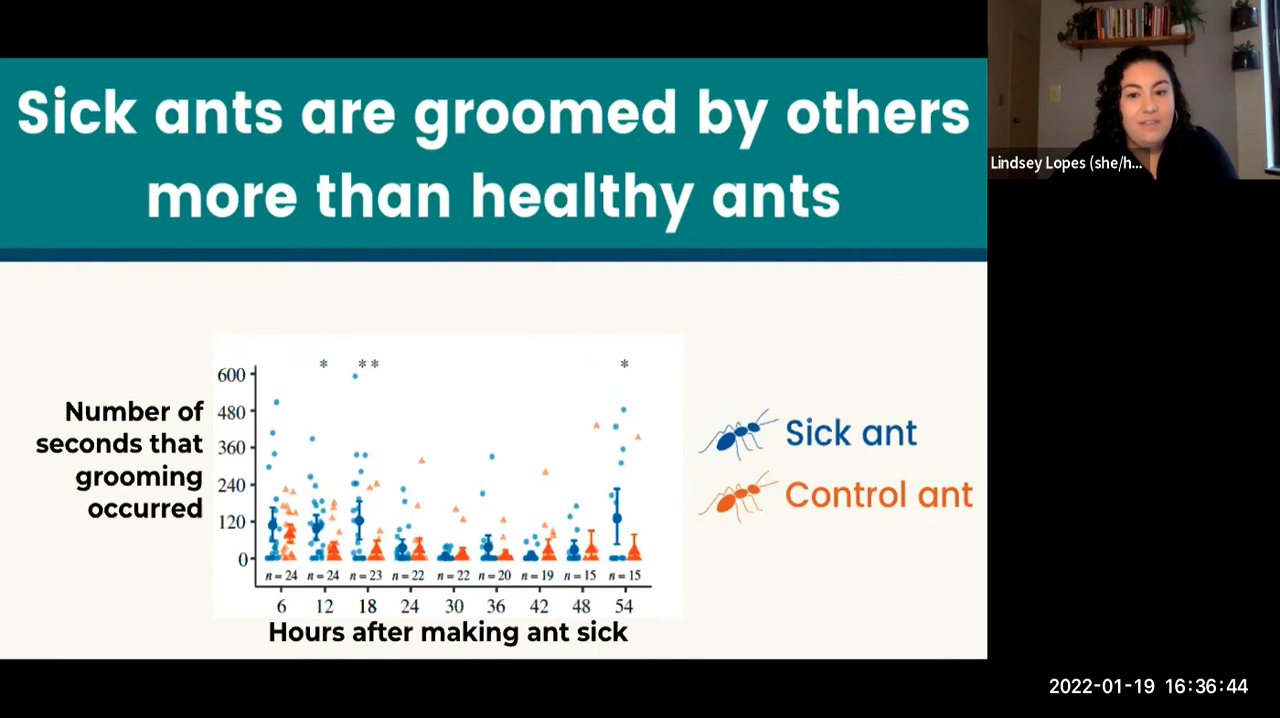 Sick ants are groomed by others
more than healthy ants
Lindsey Lopes (she/h...
* ** *
600
480
360
240
120
0
Number of
seconds that
grooming
occurred
Sick ant
Control ant
n = 24 n = 24 n = 23 n = 22 n = 22 n = 20 n = 19 n = 15 n = 15
6 12 18 24 30 36 42 48 54
Hours after making ant sick
2022-01-19 16:36:44